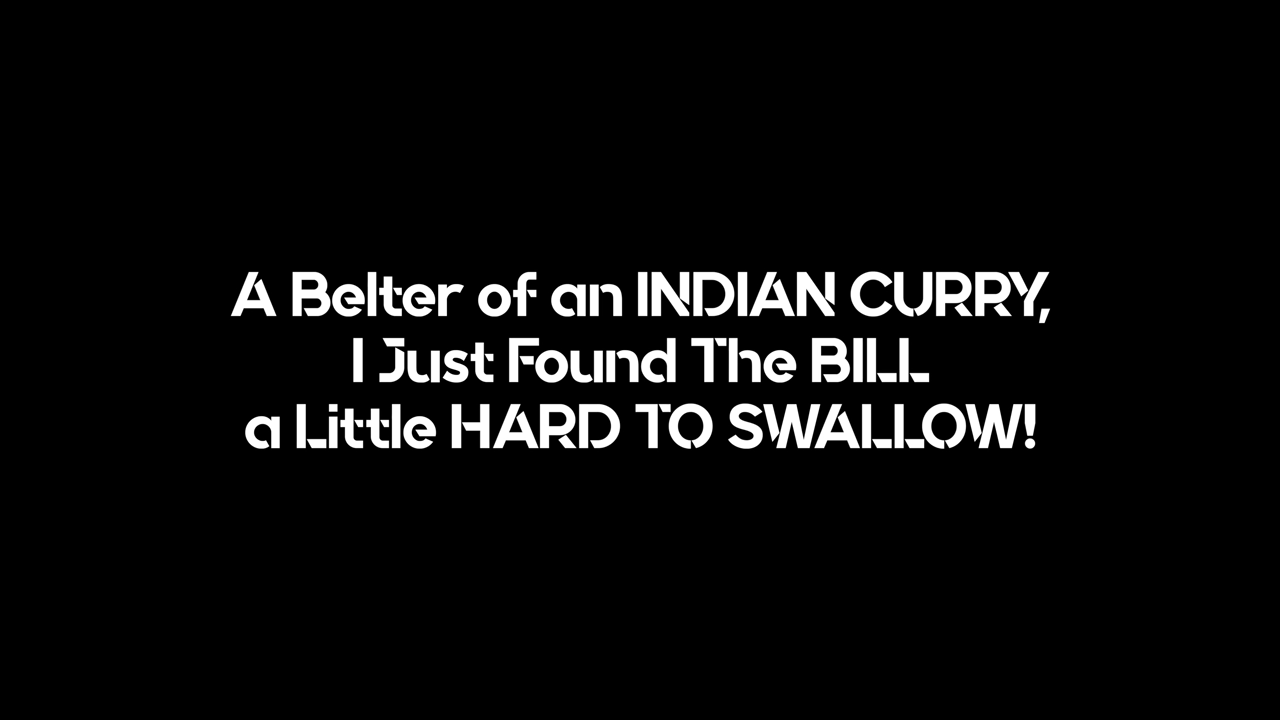 A Belter of an INDIAN CURRY,
I Just Found The BILL
a Little HARD TO SWALLOW!